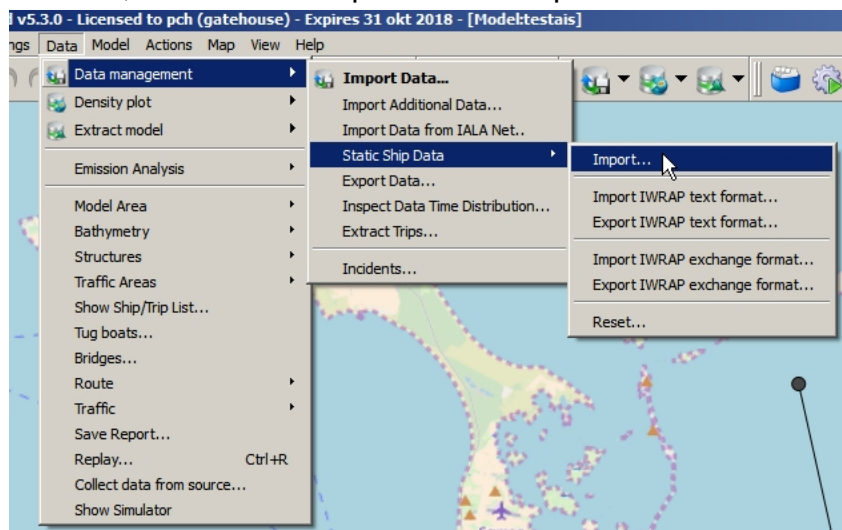 d v5.3.0 - Licensed to pch (gatehouse) - Expires 31 okt 2018 - [Model:testais]
ngs Data Model Actions Map View Help
Data management
Density plot
Extract model
Emission Analysis
Model Area
Bathymetry
Structures
Traffic Areas
Show Ship/Trip List...
Tug boats...
Bridges...
Route
Traffic
Save Report...
Replay... Ctrl+R
Collect data from source...
Show Simulator
Import Data...
Import Additional Data...
Import Data from IALA Net..
Static Ship Data
Export Data...
Inspect Data Time Distribution...
Extract Trips...
Incidents...
Import...
Import IWRAP text format...
Export IWRAP text format...
Import IWRAP exchange format...
Export IWRAP exchange format...
Reset...